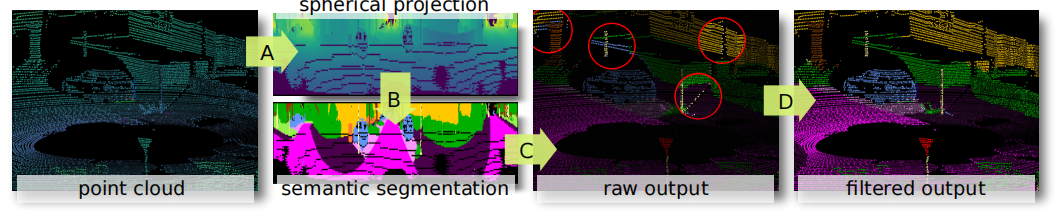 spherical projection
A
B
C
D
point cloud
semantic segmentation
raw output
filtered output